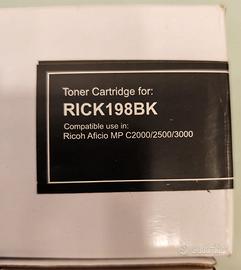 Toner Cartridge for:
RICK198BK
Compatible use in:
Ricoh Aficio MP C2000/2500/3000